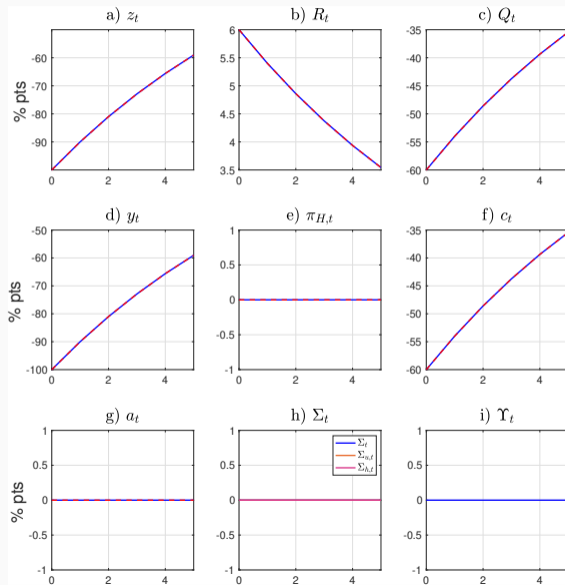 a) z_t b) R_t c) Q_t
% pts
-60
-70
-80
-90
0 2 4
6
5.5
5
4.5
4
3.5
0 2 4
-35
-40
-45
-50
-55
-60
0 2 4
d) y_t e) π_{H,t} f) c_t
% pts
-50
-60
-70
-80
-90
-100
0 2 4
1
0.5
0
-0.5
-1
0 2 4
-35
-40
-45
-50
-55
-60
0 2 4
g) a_t h) Σ_t i) Υ_t
% pts
1
0.5
0
-0.5
-1
0 2 4
1
0.5
0
-0.5
-1
0 2 4
Σ_t
Σ_{u,t}
Σ_{h,t}
1
0.5
0
-0.5
-1
0 2 4